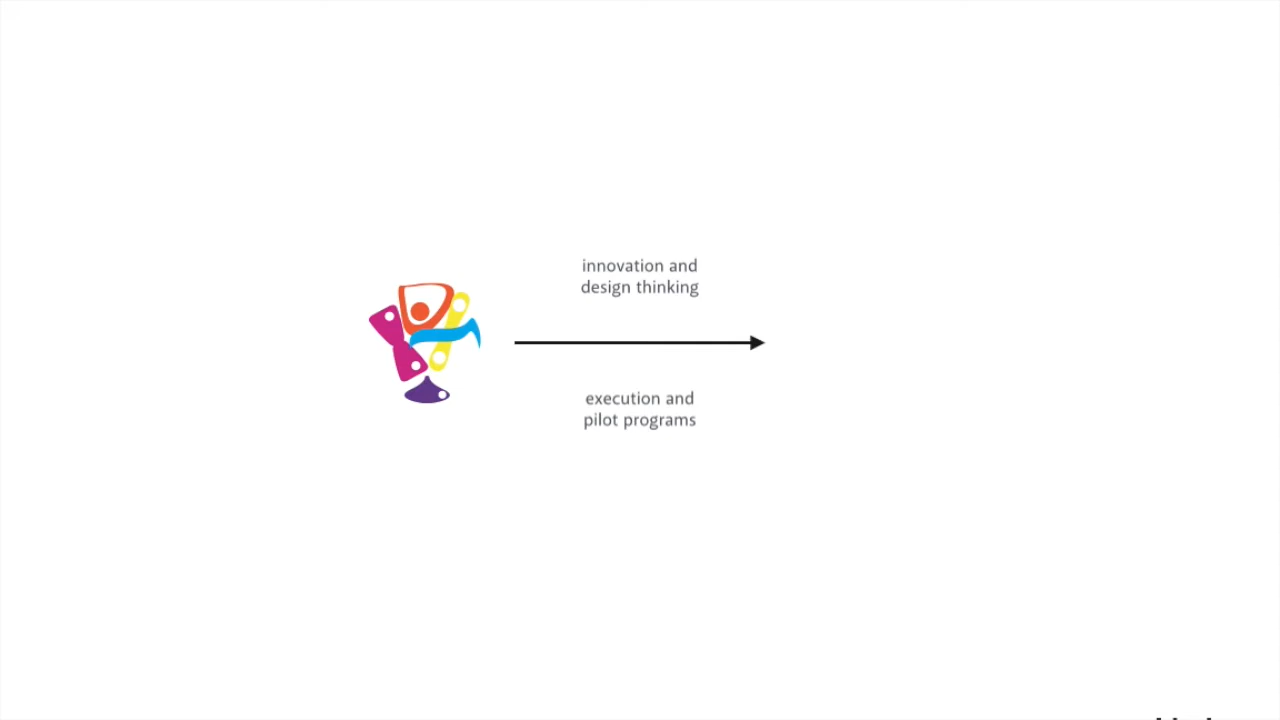 innovation and
design thinking
execution and
pilot programs